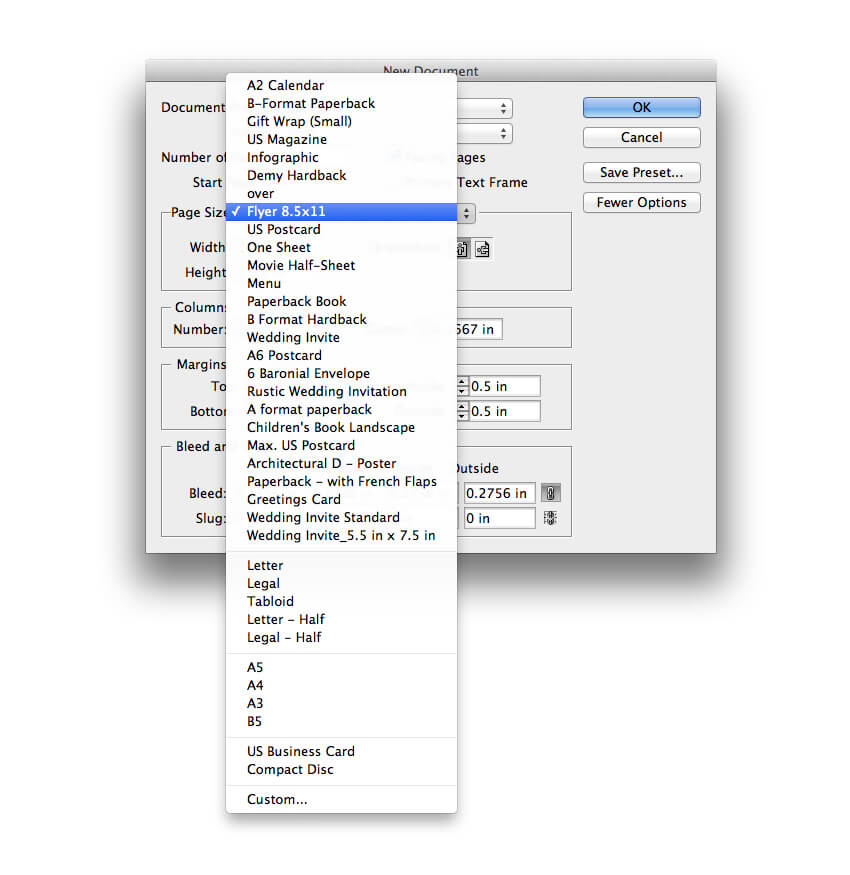 New Document
Document
OK
Cancel
Number of
ages
Start
Text Frame
Save Preset...
Fewer Options
Page Size
Width
Height
Columns
Number:
667 in
Margins
To
0.5 in
Bottom
0.5 in
Bleed an
Outside
Bleed:
0.2756 in
Slug:
0 in
A2 Calendar
B-Format Paperback
Gift Wrap (Small)
US Magazine
Infographic
Demy Hardback
over
✓ Flyer 8.5x11
US Postcard
One Sheet
Movie Half-Sheet
Menu
Paperback Book
B Format Hardback
Wedding Invite
A6 Postcard
6 Baronial Envelope
Rustic Wedding Invitation
A format paperback
Children's Book Landscape
Max. US Postcard
Architectural D - Poster
Paperback - with French Flaps
Greetings Card
Wedding Invite Standard
Wedding Invite_5.5 in x 7.5 in
Letter
Legal
Tabloid
Letter - Half
Legal - Half
A5
A4
A3
B5
US Business Card
Compact Disc
Custom...